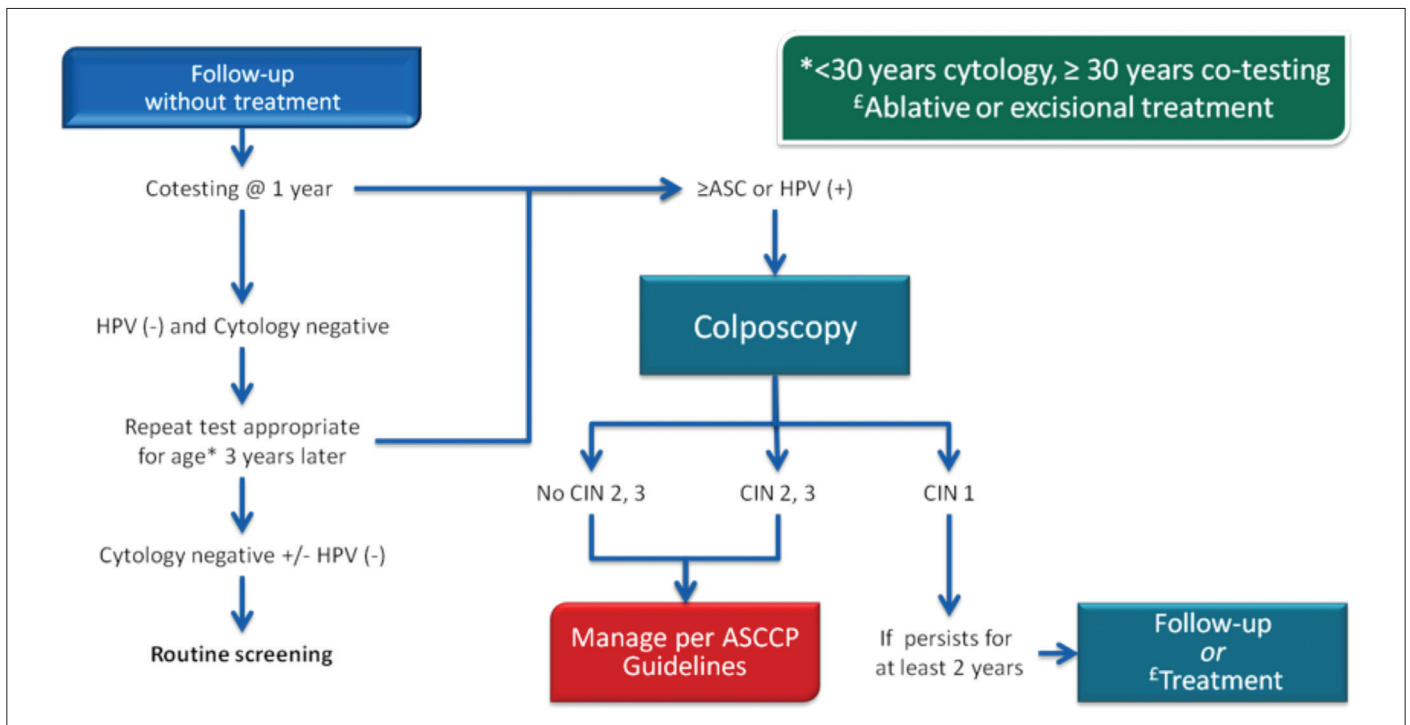 Follow-up
without treatment
*<30 years cytology, ≥ 30 years co-testing
£Ablative or excisional treatment
Cotesting @ 1 year
≥ASC or HPV (+)
HPV (-) and Cytology negative
Colposcopy
Repeat test appropriate
for age* 3 years later
No CIN 2, 3
CIN 2, 3
CIN 1
Cytology negative +/- HPV (-)
Routine screening
Manage per ASCCP
Guidelines
If persists for
at least 2 years
Follow-up
or
£Treatment